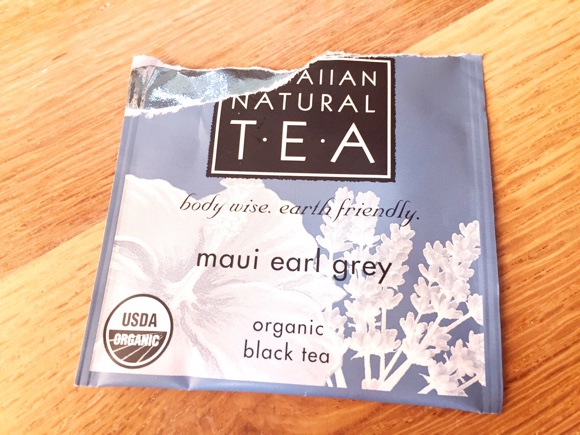 AIIAN
NATURAL
T·E·A
body wise. earth friendly.
maui earl grey
USDA
ORGANIC
organic
black tea